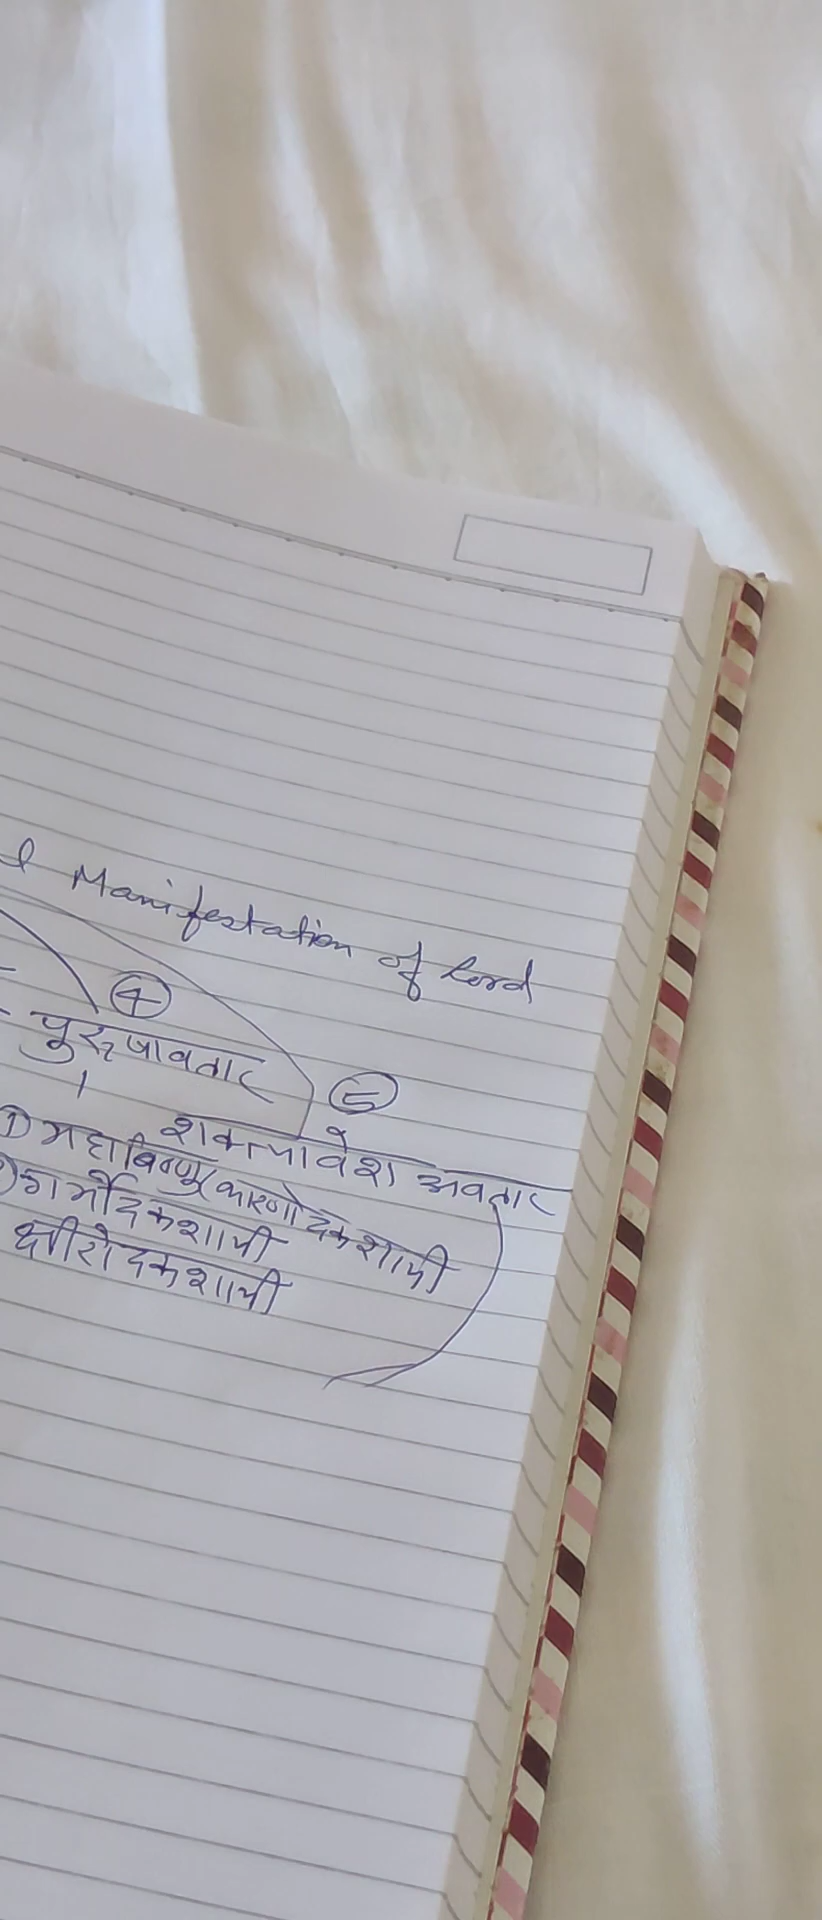 Manifestation of Lord
④
पुरूषावतार
⑤
शक्त्यावेश अवतार
① महाविष्णु (कारणोदकशायी
गर्भोदकशायी
क्षीरोदकशायी